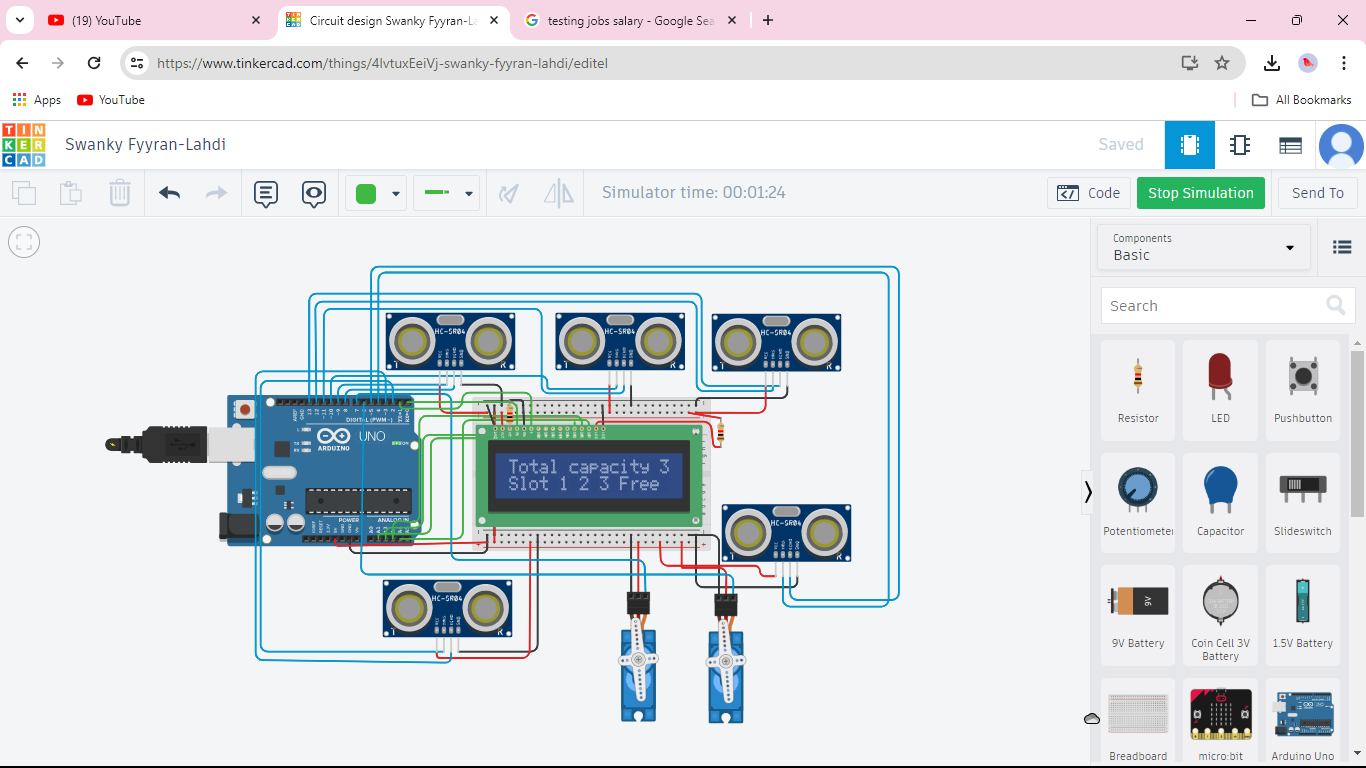 (19) YouTube
Circuit design Swanky Fyyran-La
testing jobs salary - Google Sea
https://www.tinkercad.com/things/4lvtuxEeiVj-swanky-fyyran-lahdi/editel
Apps
YouTube
All Bookmarks
TIN
KER
CAD
Swanky Fyyran-Lahdi
Saved
Simulator time: 00:01:24
Code
Stop Simulation
Send To
Components
Basic
Search
HC-SR04
T R
HC-SR04
T R
HC-SR04
T R
DIGITAL (PWM~)
UNO
ARDUINO
ON
POWER
ANALOG IN
Total capacity 3
Slot 1 2 3 Free
HC-SR04
T R
HC-SR04
T R
Resistor
LED
Pushbutton
Potentiometer
Capacitor
Slideswitch
9V
9V Battery
Coin Cell 3V
Battery
1.5V Battery
Breadboard
micro:bit
Arduino Uno